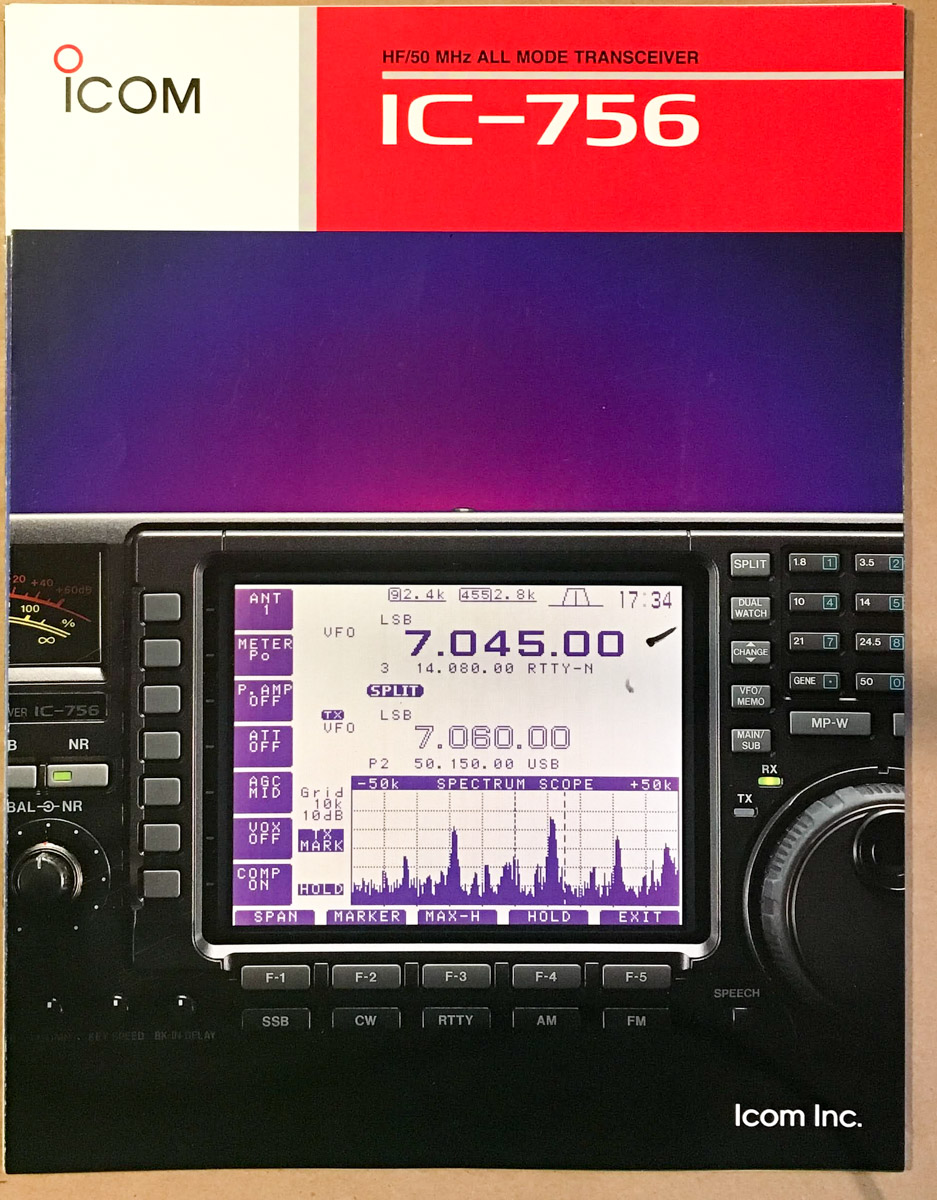 ICOM
HF/50 MHz ALL MODE TRANSCEIVER
IC-756
20 +40 +60dB
100
%
∞
IC-756
NR
BAL NR
ANT
1
METER
Po
P.AMP
OFF
ATT
OFF
AGC
MID
VOX
OFF
COMP
ON
9 2.4k 455 2.8k 17:34
LSB
VFO 7.045.00
3 14.080.00 RTTY-N
SPLIT
TX LSB
VFO 7.060.00
P2 50.150.00 USB
-50k SPECTRUM SCOPE +50k
Grid
10k
10dB
TX
MARK
HOLD
SPAN MARKER MAX-H HOLD EXIT
F-1 F-2 F-3 F-4 F-5
SSB CW RTTY AM FM
SPLIT 1.8 1 3.5 2
DUAL
WATCH
10 4 14 5
CHANGE
21 7 24.5 8
VFO/
MEMO
GENE · 50 0
MP-W
MAIN/
SUB
RX
TX
SPEECH
KEY SPEED BK-IN DELAY
Icom Inc.